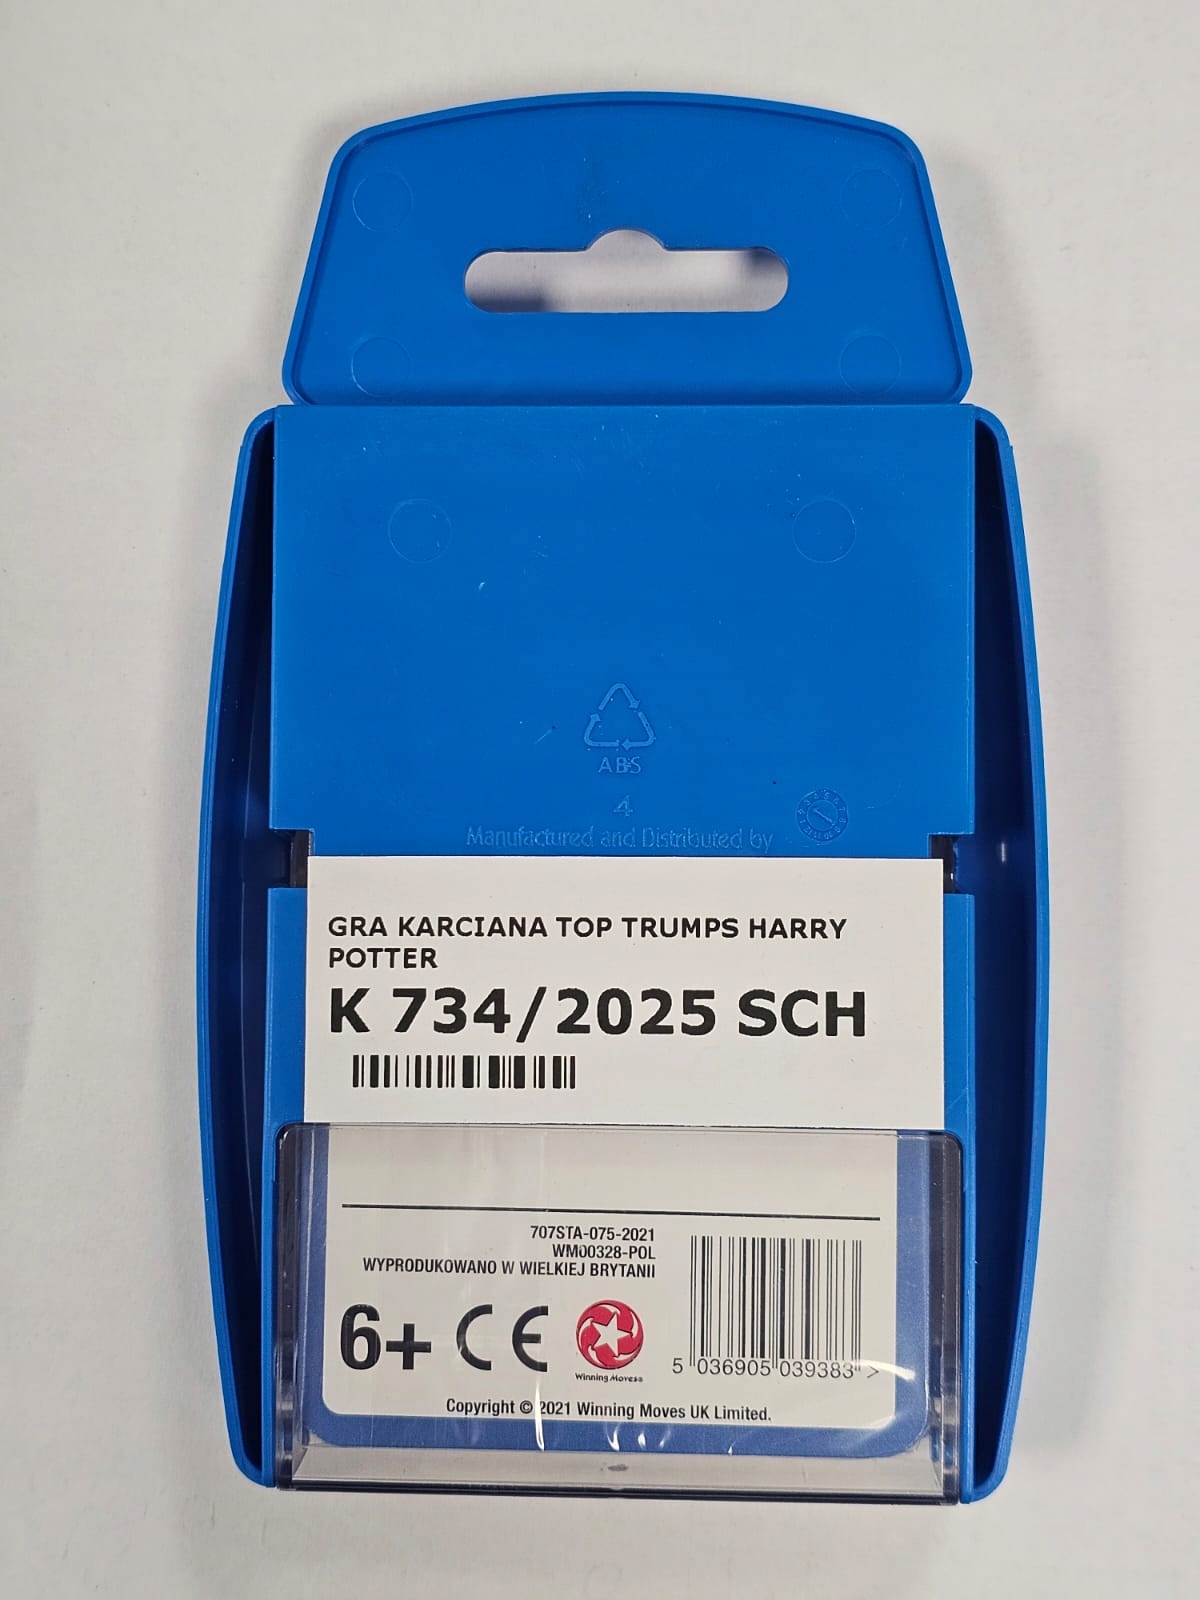 ABS
4
Manufactured and Distributed by
GRA KARCIANA TOP TRUMPS HARRY
POTTER
K 734/2025 SCH
707STA-075-2021
WM00328-POL
WYPRODUKOWANO W WIELKIEJ BRYTANII
6+ CE
Winning Moves®
5 036905 039383 >
Copyright © 2021 Winning Moves UK Limited.